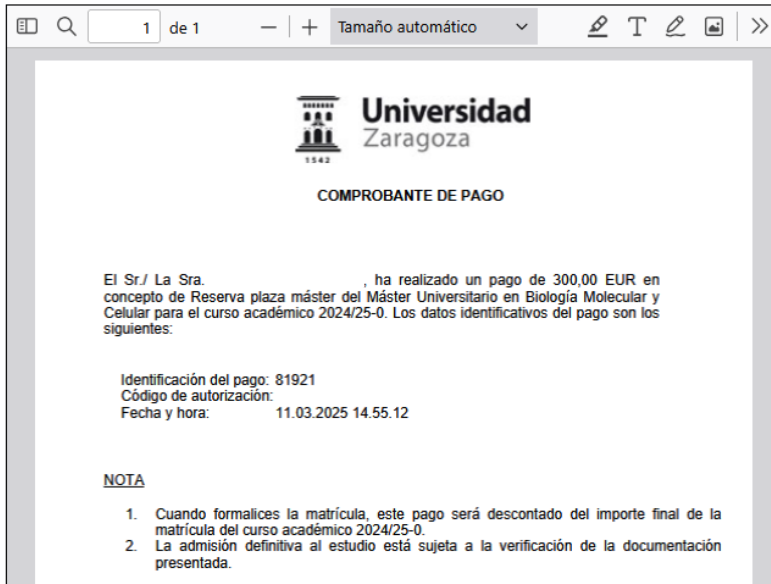 1 de 1 Tamaño automático
Universidad
Zaragoza
1542
COMPROBANTE DE PAGO
El Sr./ La Sra. , ha realizado un pago de 300,00 EUR en
concepto de Reserva plaza máster del Máster Universitario en Biología Molecular y
Celular para el curso académico 2024/25-0. Los datos identificativos del pago son los
siguientes:
Identificación del pago: 81921
Código de autorización:
Fecha y hora: 11.03.2025 14.55.12
NOTA
1. Cuando formalices la matrícula, este pago será descontado del importe final de la
matrícula del curso académico 2024/25-0.
2. La admisión definitiva al estudio está sujeta a la verificación de la documentación
presentada.